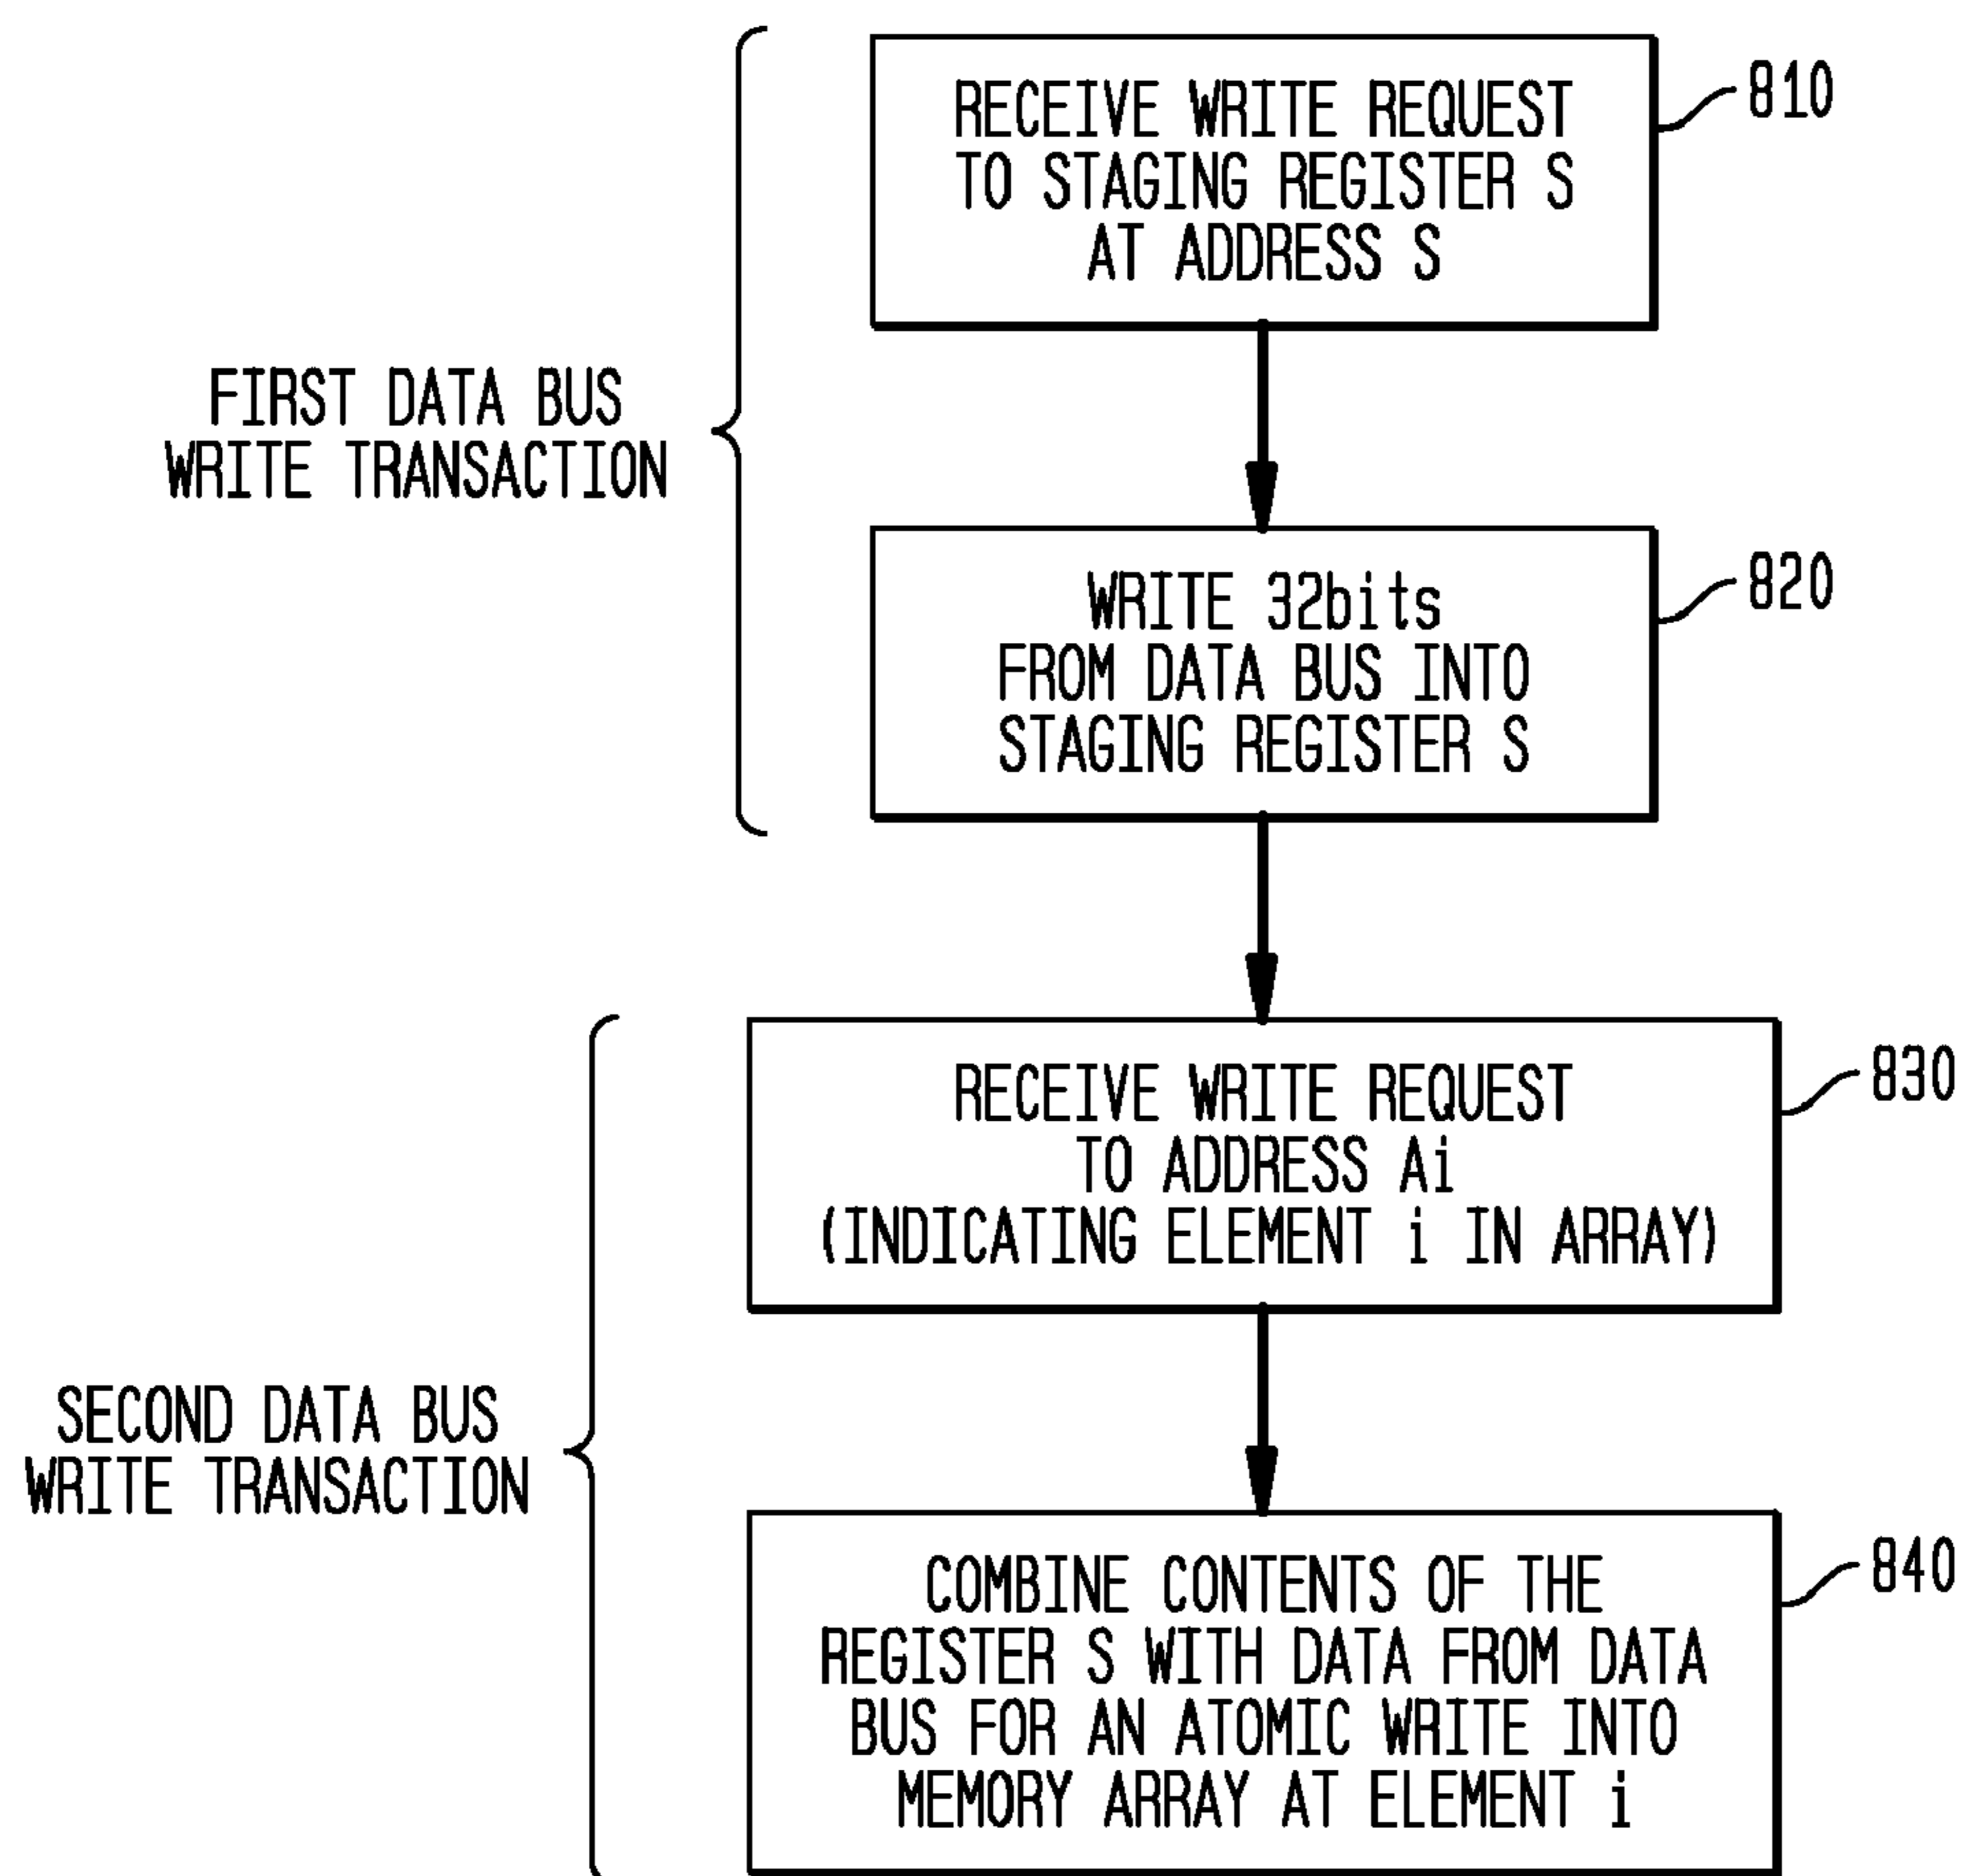 RECEIVE WRITE REQUEST
TO STAGING REGISTER S
AT ADDRESS S
810
FIRST DATA BUS
WRITE TRANSACTION
WRITE 32bits
FROM DATA BUS INTO
STAGING REGISTER S
820
RECEIVE WRITE REQUEST
TO ADDRESS Ai
(INDICATING ELEMENT i IN ARRAY)
830
SECOND DATA BUS
WRITE TRANSACTION
COMBINE CONTENTS OF THE
REGISTER S WITH DATA FROM DATA
BUS FOR AN ATOMIC WRITE INTO
MEMORY ARRAY AT ELEMENT i
840